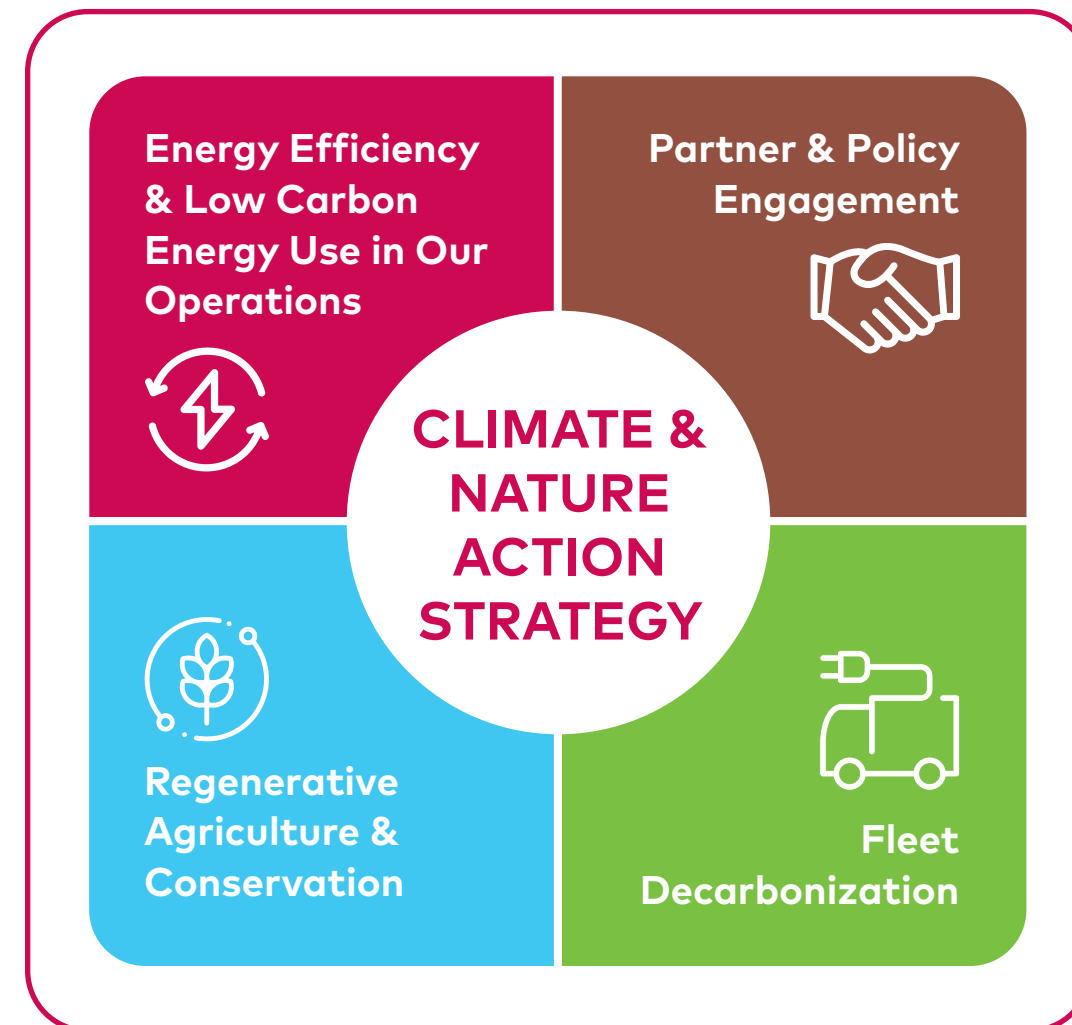 Energy Efficiency
& Low Carbon
Energy Use in Our
Operations
Partner & Policy
Engagement
CLIMATE &
NATURE
ACTION
STRATEGY
Regenerative
Agriculture &
Conservation
Fleet
Decarbonization